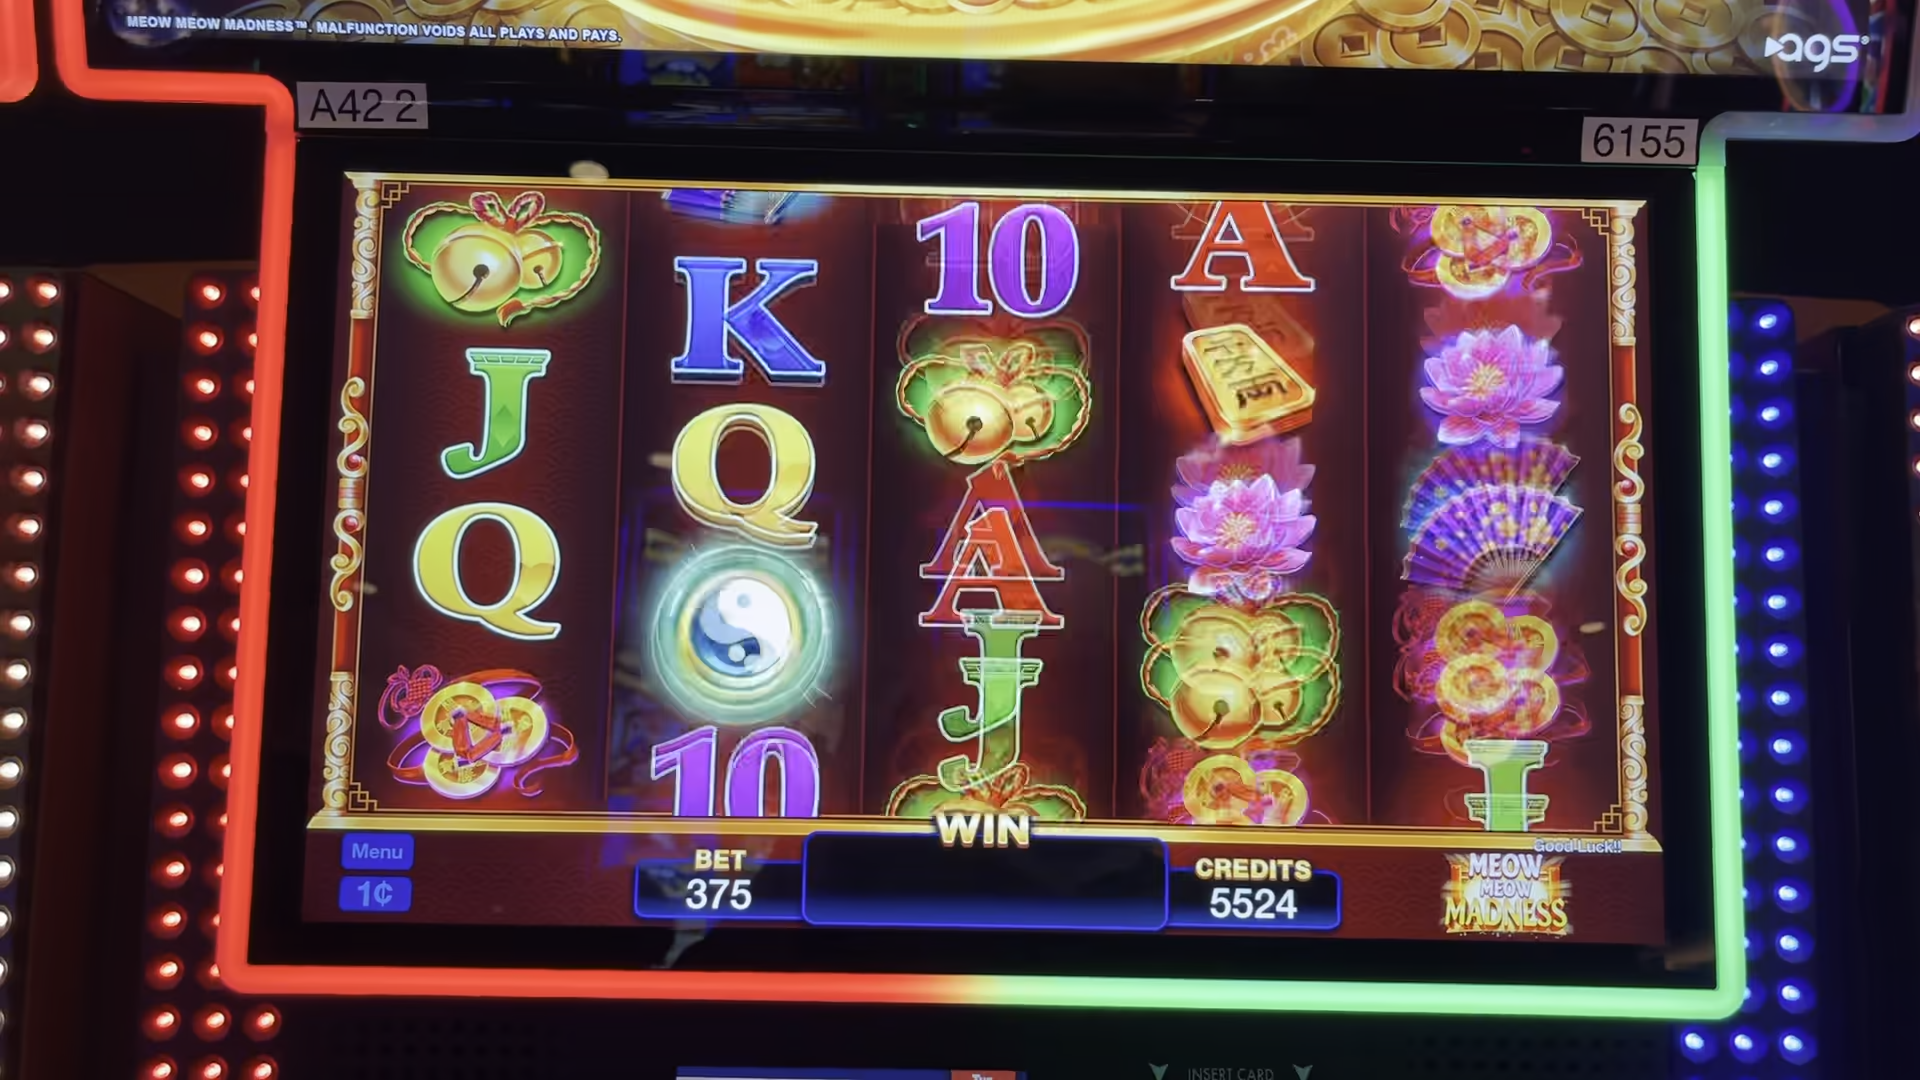 MEOW MEOW MADNESS™. MALFUNCTION VOIDS ALL PLAYS AND PAYS.
ags
A42 2
6155
10
A
K
J
Q
A
Q
J
10
J
WIN
Menu
1¢
BET
375
CREDITS
5524
Good Luck!!
MEOW
MEOW
MADNESS
INSERT CARD